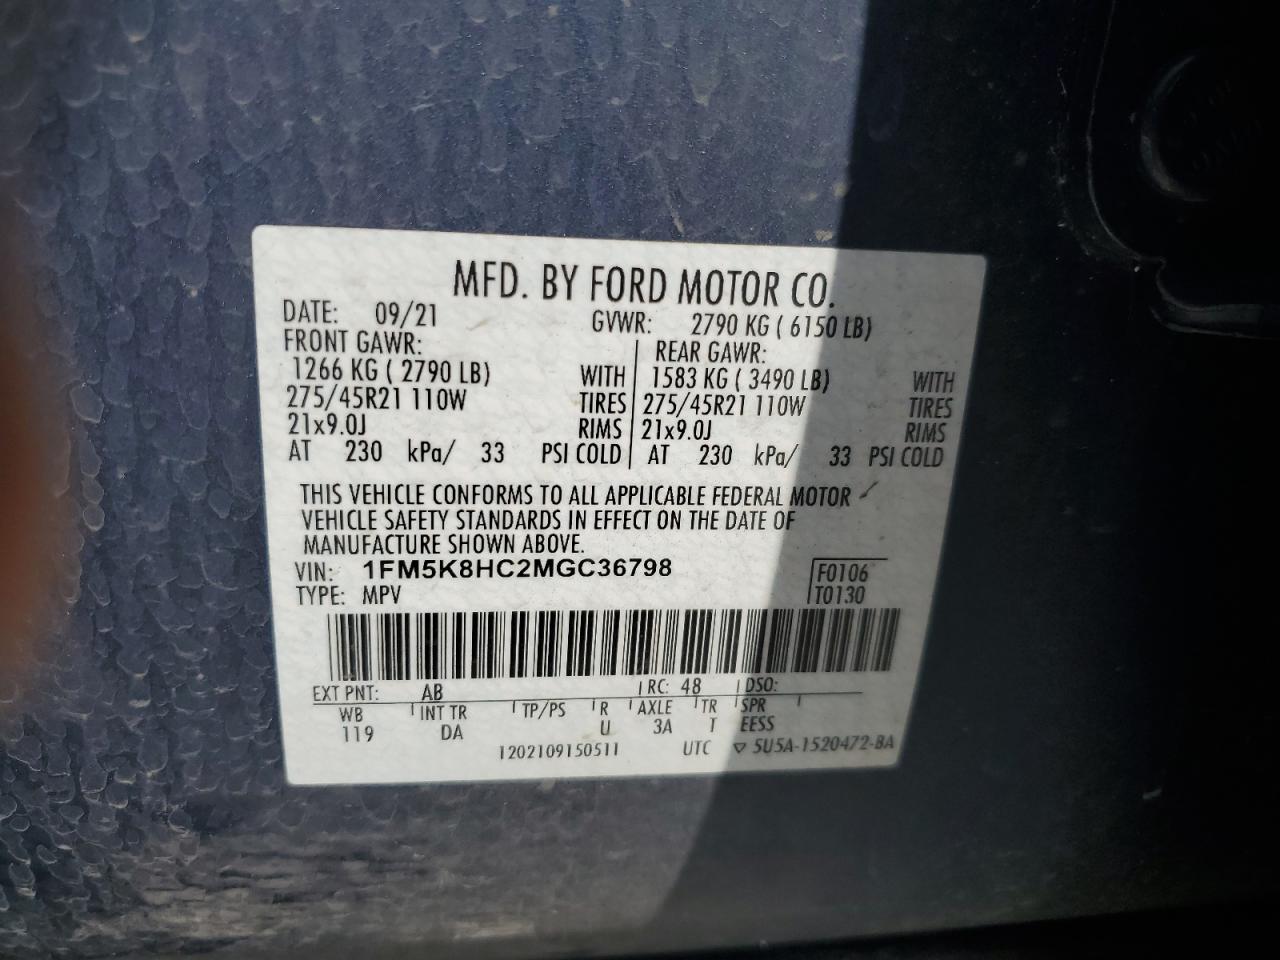 MFD. BY FORD MOTOR CO.
DATE: 09/21 GVWR: 2790 KG ( 6150 LB)
FRONT GAWR: REAR GAWR:
1266 KG ( 2790 LB) WITH 1583 KG ( 3490 LB) WITH
275/45R21 110W TIRES 275/45R21 110W TIRES
21x9.0J RIMS 21x9.0J RIMS
AT 230 kPa/ 33 PSI COLD AT 230 kPa/ 33 PSI COLD
THIS VEHICLE CONFORMS TO ALL APPLICABLE FEDERAL MOTOR
VEHICLE SAFETY STANDARDS IN EFFECT ON THE DATE OF
MANUFACTURE SHOWN ABOVE.
VIN: 1FM5K8HC2MGC36798 F0106
TYPE: MPV T0130
EXT PNT: AB RC: 48 DSO:
WB INT TR TP/PS R AXLE TR SPR
119 DA U 3A T EESS
1202109150511 UTC ▽ 5U5A-1520472-BA